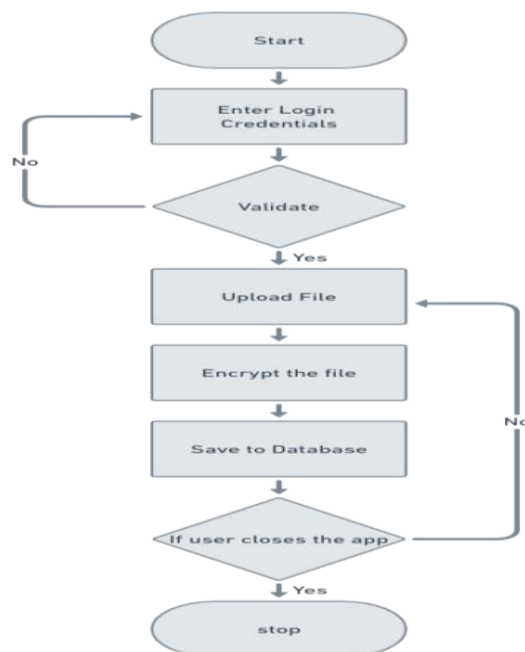 Start
Enter Login
Credentials
No
Validate
Yes
Upload File
Encrypt the file
No
Save to Database
If user closes the app
Yes
stop